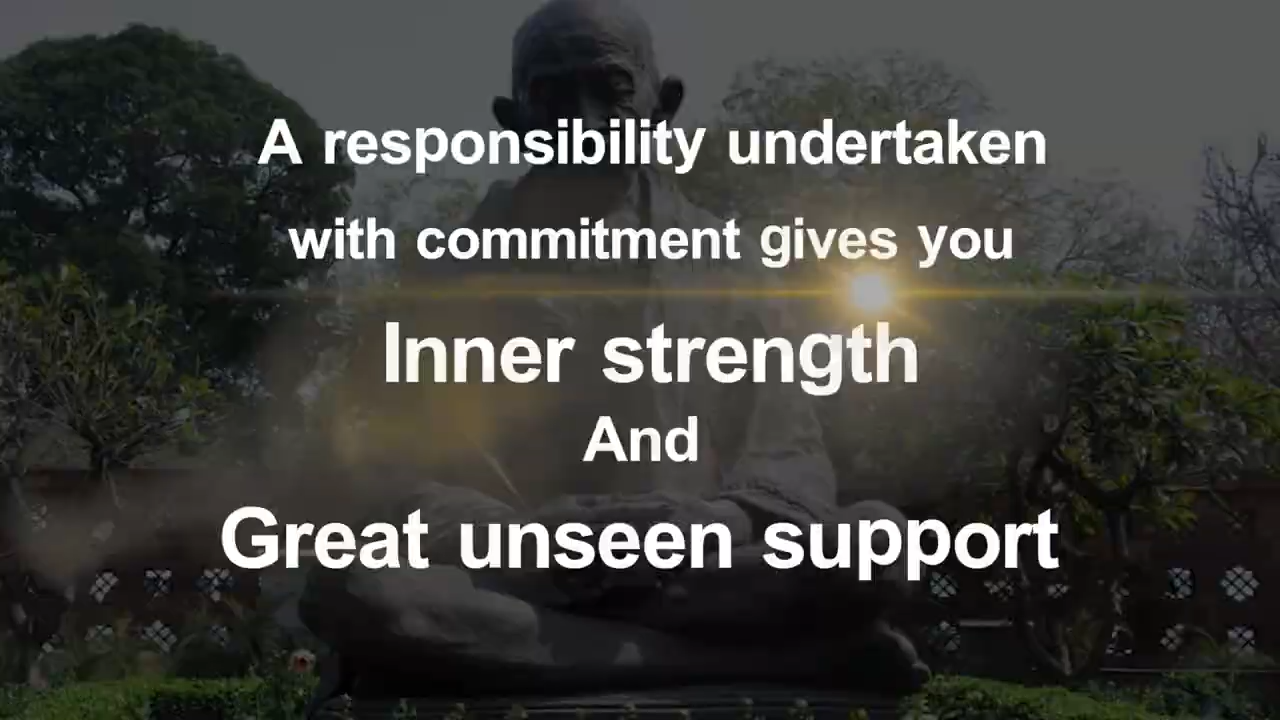 A responsibility undertaken
with commitment gives you
Inner strength
And
Great unseen support